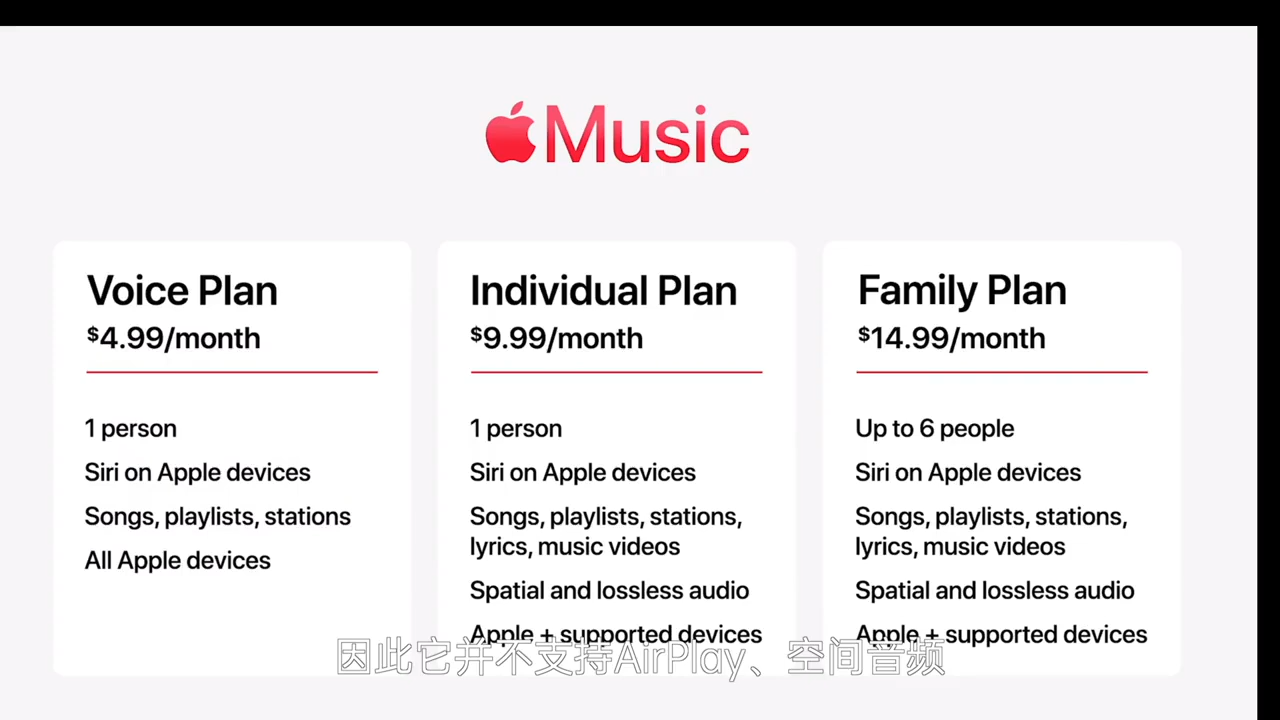 Music
Voice Plan
$4.99/month
1 person
Siri on Apple devices
Songs, playlists, stations
All Apple devices
Individual Plan
$9.99/month
1 person
Siri on Apple devices
Songs, playlists, stations,
lyrics, music videos
Spatial and lossless audio
Apple + supported devices
Family Plan
$14.99/month
Up to 6 people
Siri on Apple devices
Songs, playlists, stations,
lyrics, music videos
Spatial and lossless audio
Apple + supported devices
因此它并不支持AirPlay、空间音频